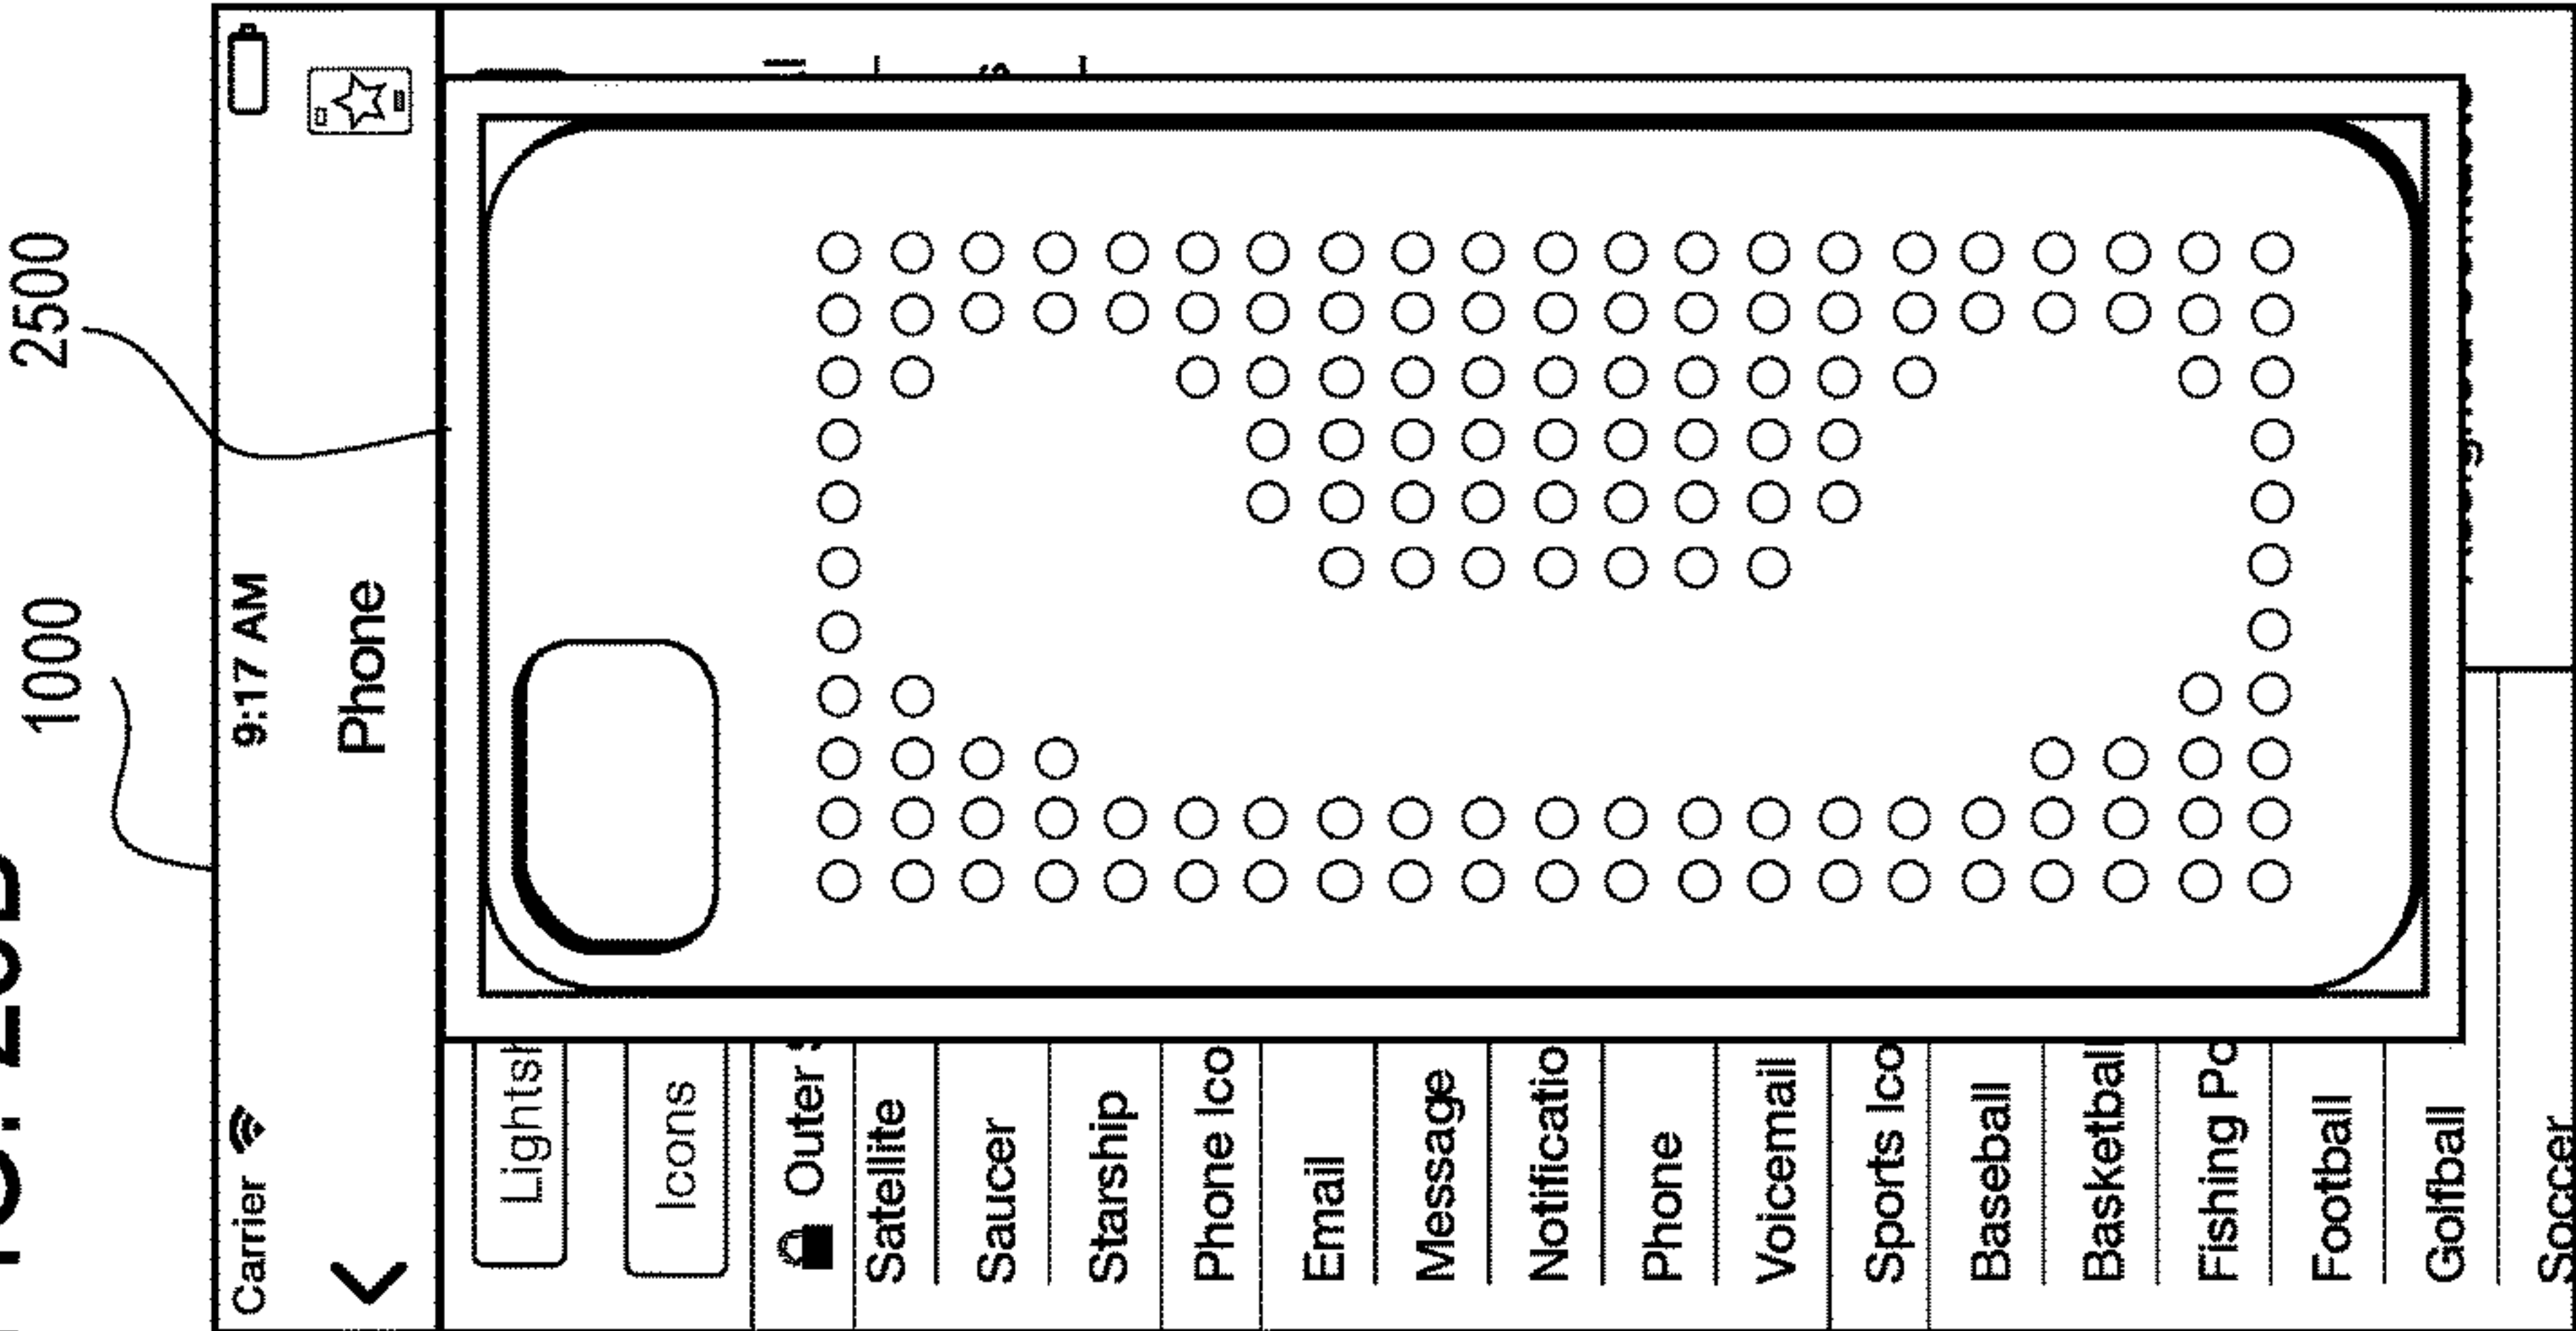 1000
2500
Carrier 9:17 AM
Phone
Lightsh
Icons
Outer S
Satellite
Saucer
Starship
Phone Ico
Email
Message
Notificatio
Phone
Voicemail
Sports Ico
Baseball
Basketball
Fishing Po
Football
Golfball
Soccer